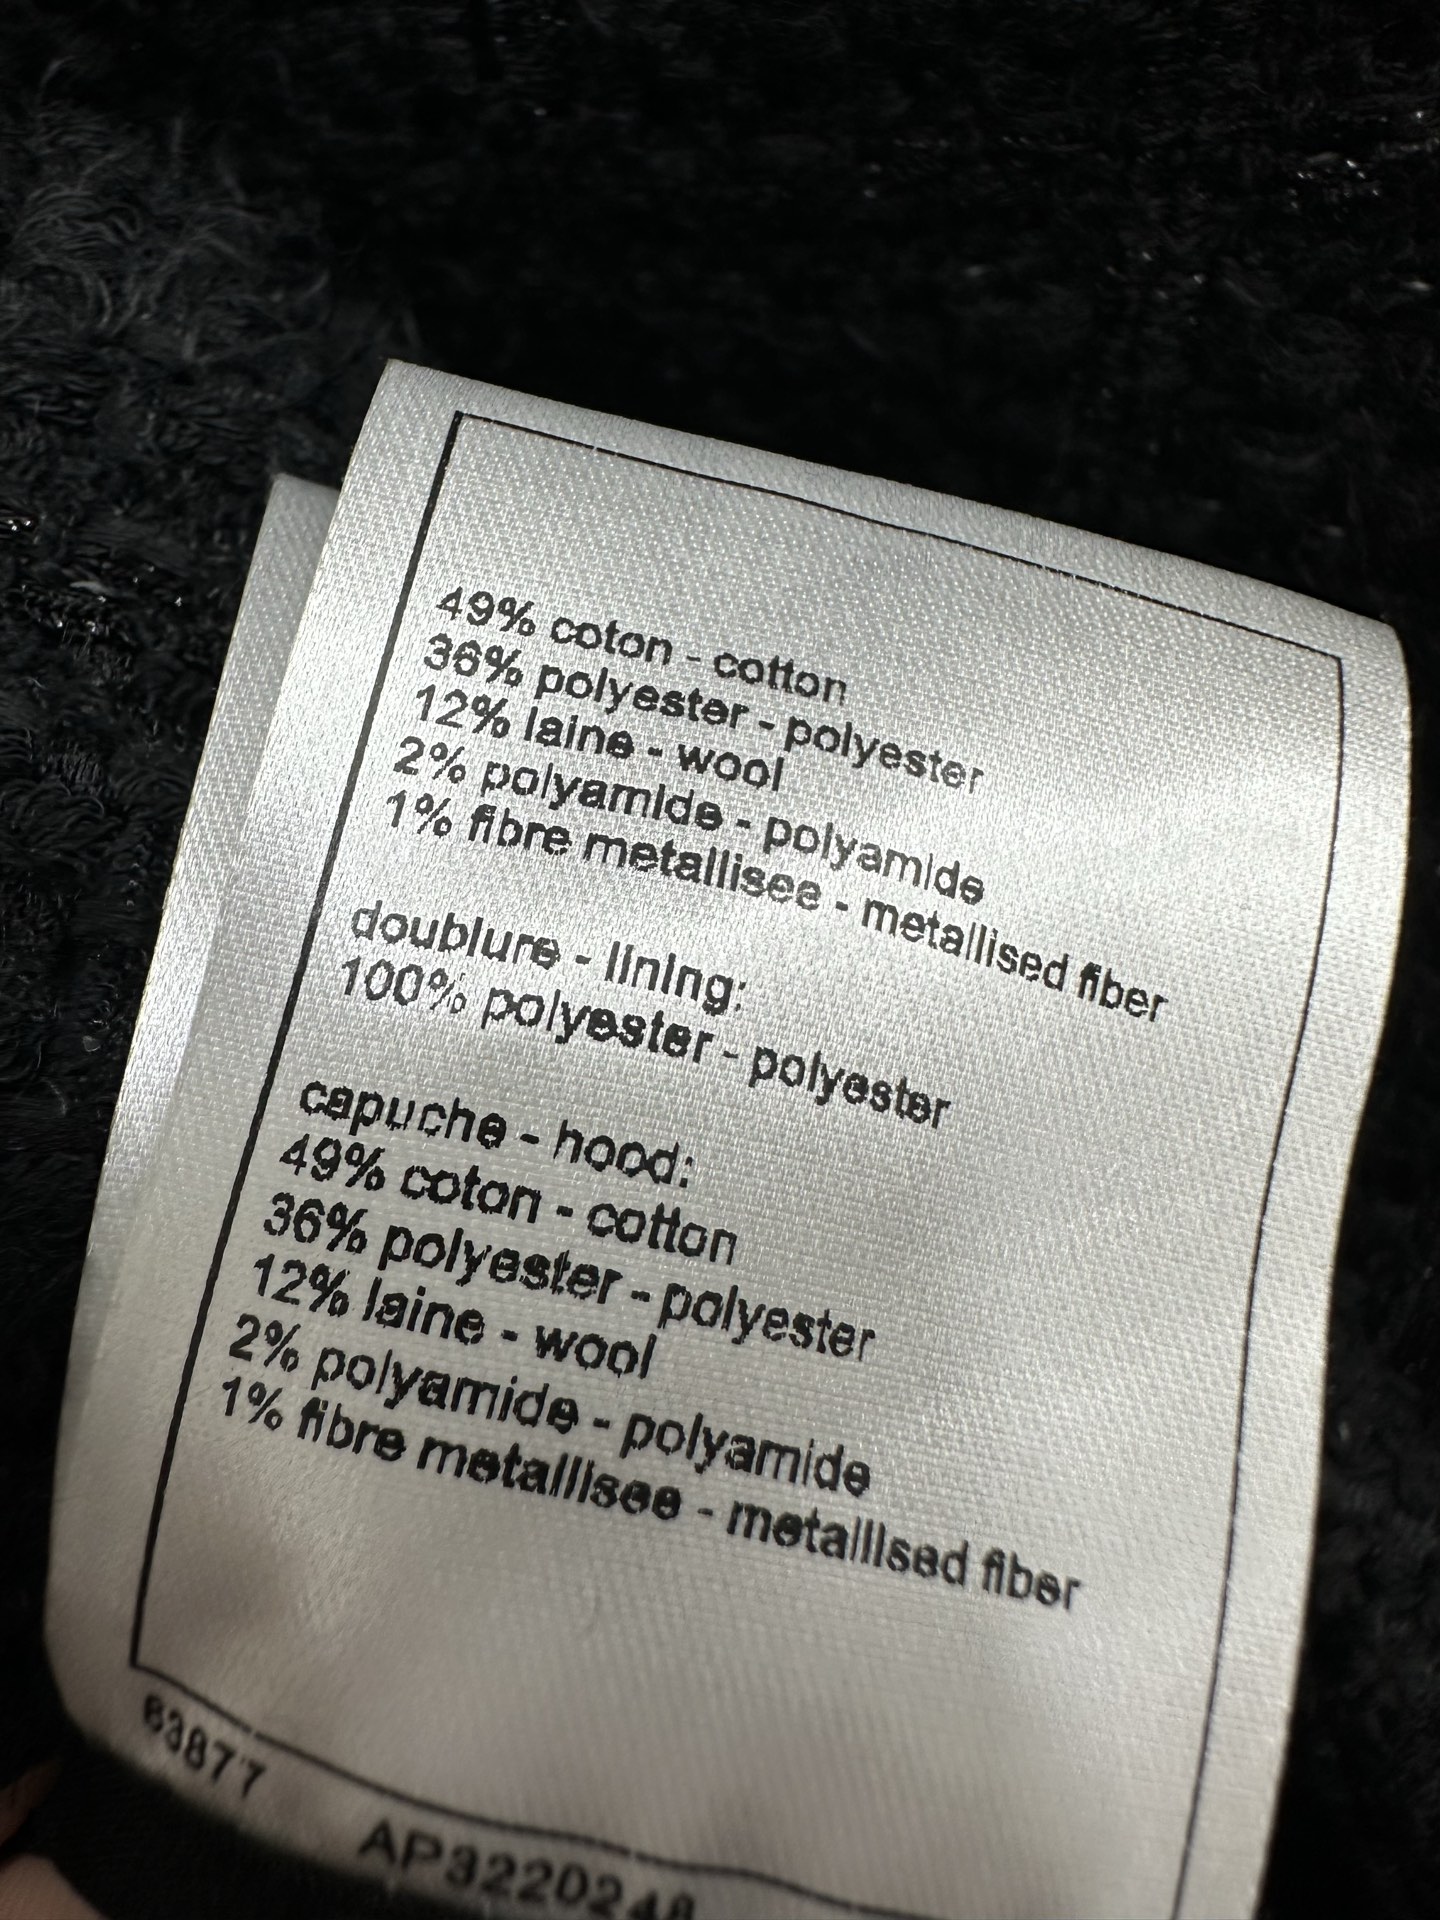 49% coton - cotton
36% polyester - polyester
12% laine - wool
2% polyamide - polyamide
1% fibre metallisee - metallised fiber
doublure - lining:
100% polyester - polyester
capuche - hood:
49% coton - cotton
36% polyester - polyester
12% laine - wool
2% polyamide - polyamide
1% fibre metallisee - metallised fiber